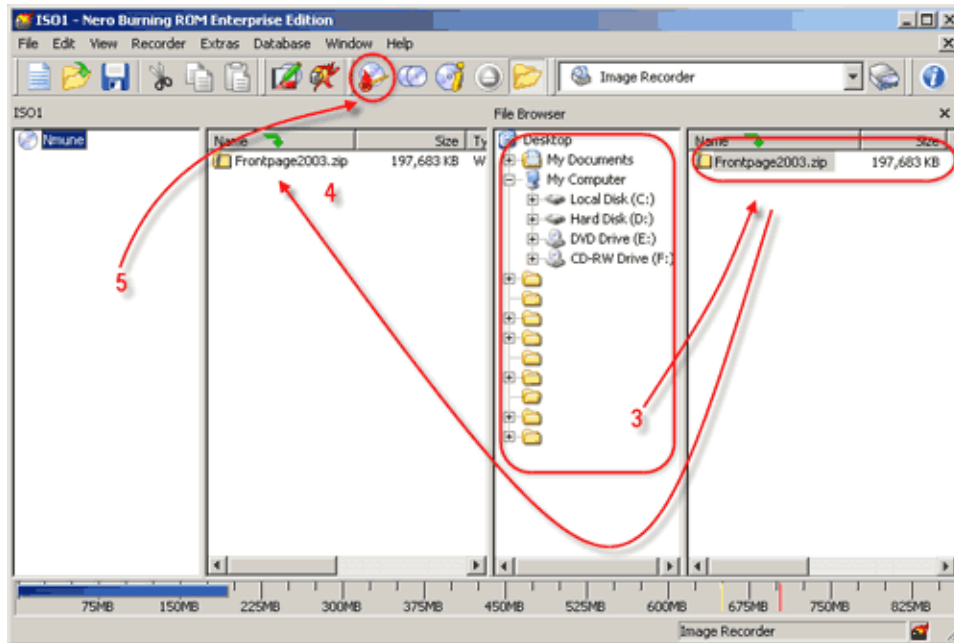 ISO1 - Nero Burning ROM Enterprise Edition
File Edit View Recorder Extras Database Window Help
Image Recorder
ISO1
File Browser
Nmune
Name Size Ty
Frontpage2003.zip 197,683 KB W
4
5
Desktop
My Documents
My Computer
Local Disk (C:)
Hard Disk (D:)
DVD Drive (E:)
CD-RW Drive (F:)
3
Name Size
Frontpage2003.zip 197,683 KB
75MB 150MB 225MB 300MB 375MB 450MB 525MB 600MB 675MB 750MB 825MB
Image Recorder